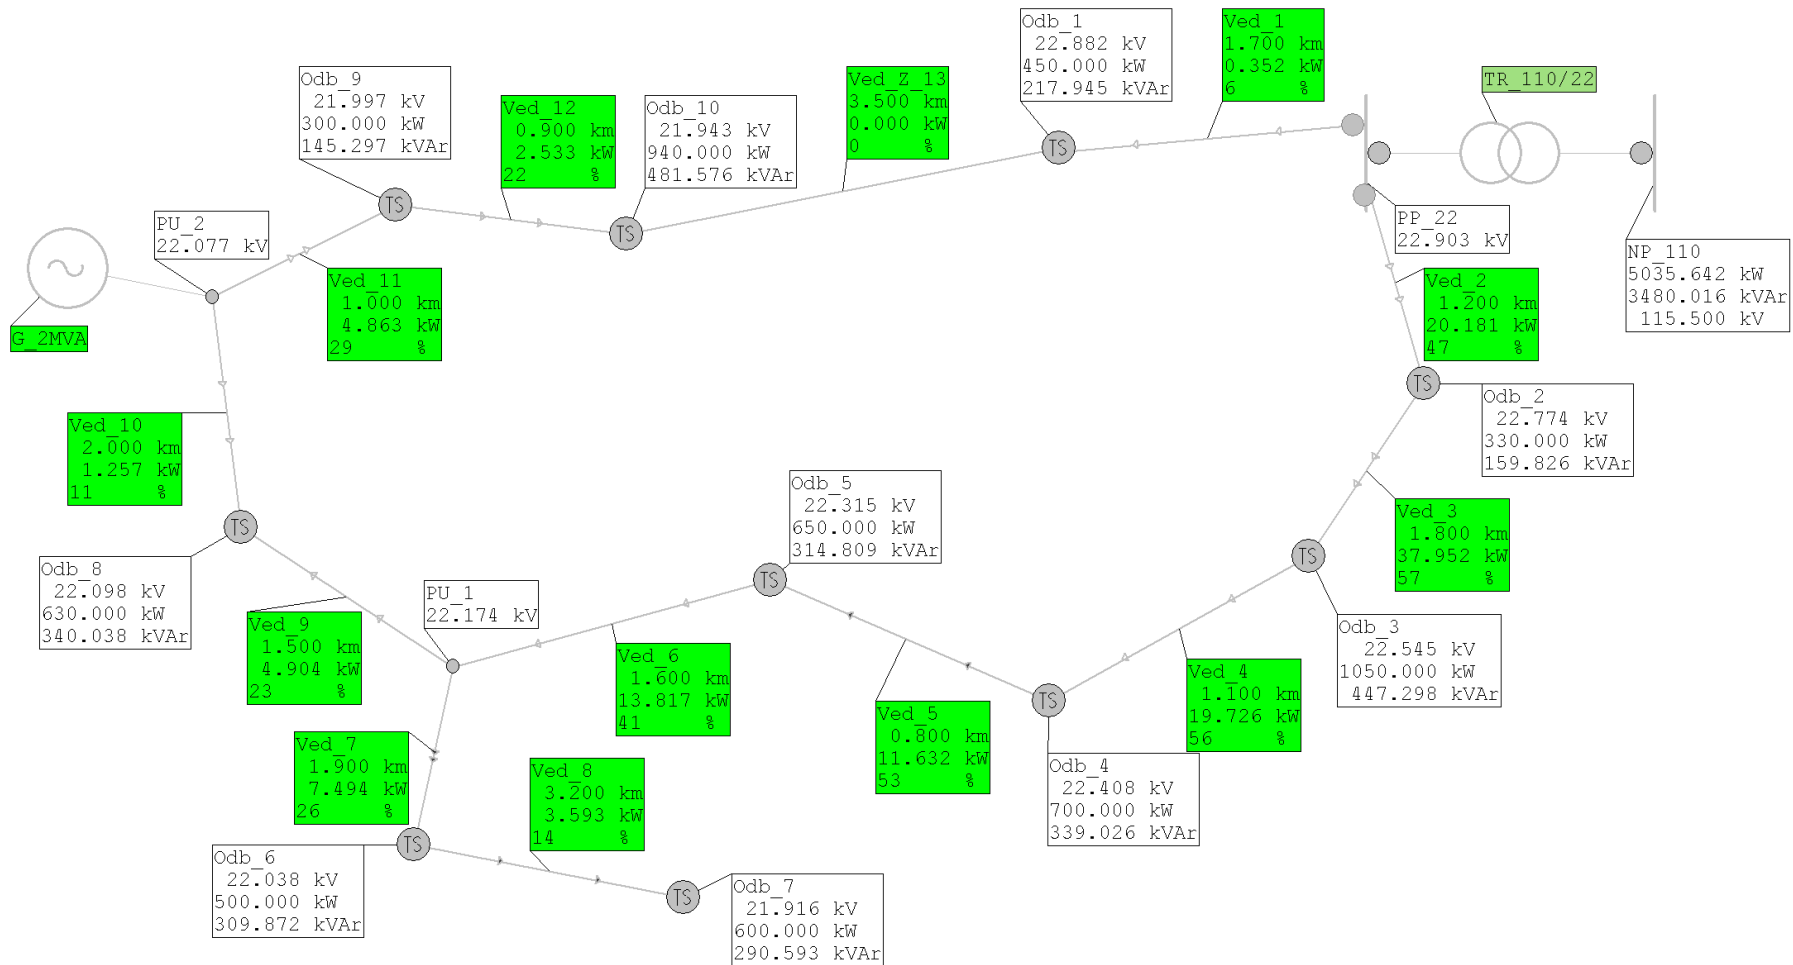 Odb_1
22.882 kV
450.000 kW
217.945 kVAr
Ved_1
1.700 km
0.352 kW
6 %
TR_110/22
Odb_9
21.997 kV
300.000 kW
145.297 kVAr
Ved_12
0.900 km
2.533 kW
22 %
Odb_10
21.943 kV
940.000 kW
481.576 kVAr
Ved_Z_13
3.500 km
0.000 kW
0 %
TS
TS
TS
PU_2
22.077 kV
PP_22
22.903 kV
NP_110
5035.642 kW
3480.016 kVAr
115.500 kV
G_2MVA
Ved_11
1.000 km
4.863 kW
29 %
Ved_2
1.200 km
20.181 kW
47 %
TS
Odb_2
22.774 kV
330.000 kW
159.826 kVAr
Ved_10
2.000 km
1.257 kW
11 %
Odb_5
22.315 kV
650.000 kW
314.809 kVAr
Ved_3
1.800 km
37.952 kW
57 %
TS
TS
TS
Odb_8
22.098 kV
630.000 kW
340.038 kVAr
PU_1
22.174 kV
Ved_9
1.500 km
4.904 kW
23 %
Ved_6
1.600 km
13.817 kW
41 %
Odb_3
22.545 kV
1050.000 kW
447.298 kVAr
Ved_4
1.100 km
19.726 kW
56 %
TS
Ved_5
0.800 km
11.632 kW
53 %
Ved_7
1.900 km
7.494 kW
26 %
Ved_8
3.200 km
3.593 kW
14 %
Odb_4
22.408 kV
700.000 kW
339.026 kVAr
TS
Odb_6
22.038 kV
500.000 kW
309.872 kVAr
TS
Odb_7
21.916 kV
600.000 kW
290.593 kVAr